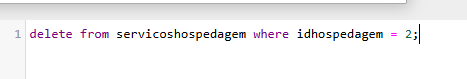 1 delete from servicoshospedagem where idhospedagem = 2;